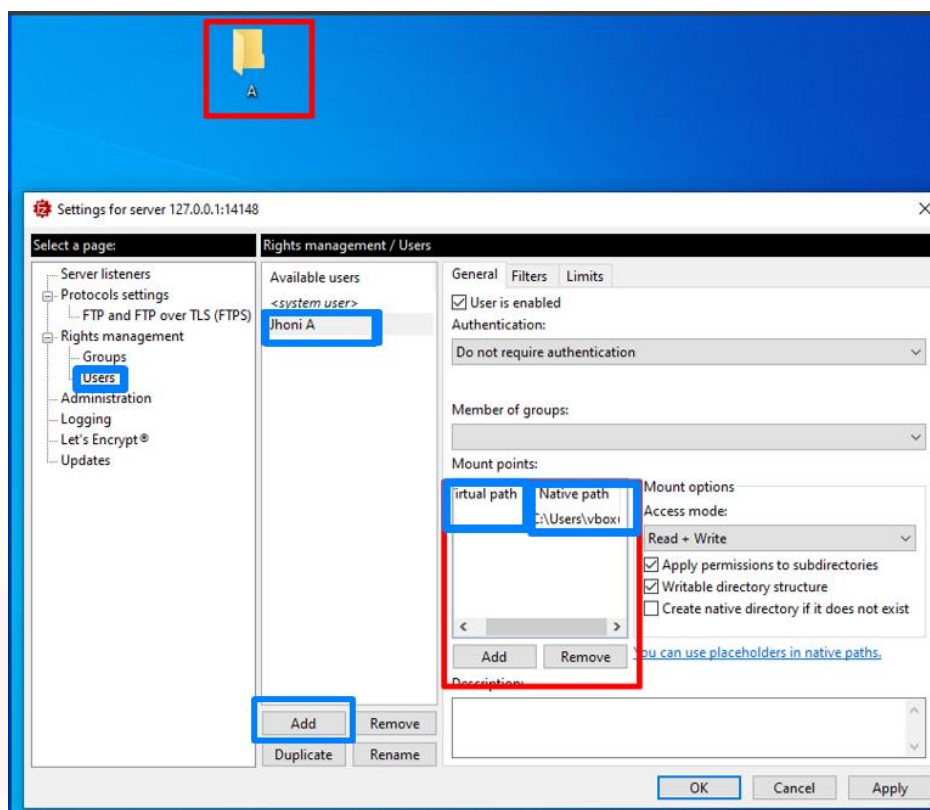 A
Settings for server 127.0.0.1:14148
Select a page:
Server listeners
Protocols settings
FTP and FTP over TLS (FTPS)
Rights management
Groups
Users
Administration
Logging
Let's Encrypt®
Updates
Rights management / Users
Available users
<system user>
Jhoni A
Add
Remove
Duplicate
Rename
General
Filters
Limits
User is enabled
Authentication:
Do not require authentication
Member of groups:
Mount points:
irtual path
Native path
C:\Users\vbox
Add
Remove
Mount options
Access mode:
Read + Write
Apply permissions to subdirectories
Writable directory structure
Create native directory if it does not exist
You can use placeholders in native paths.
Description:
OK
Cancel
Apply